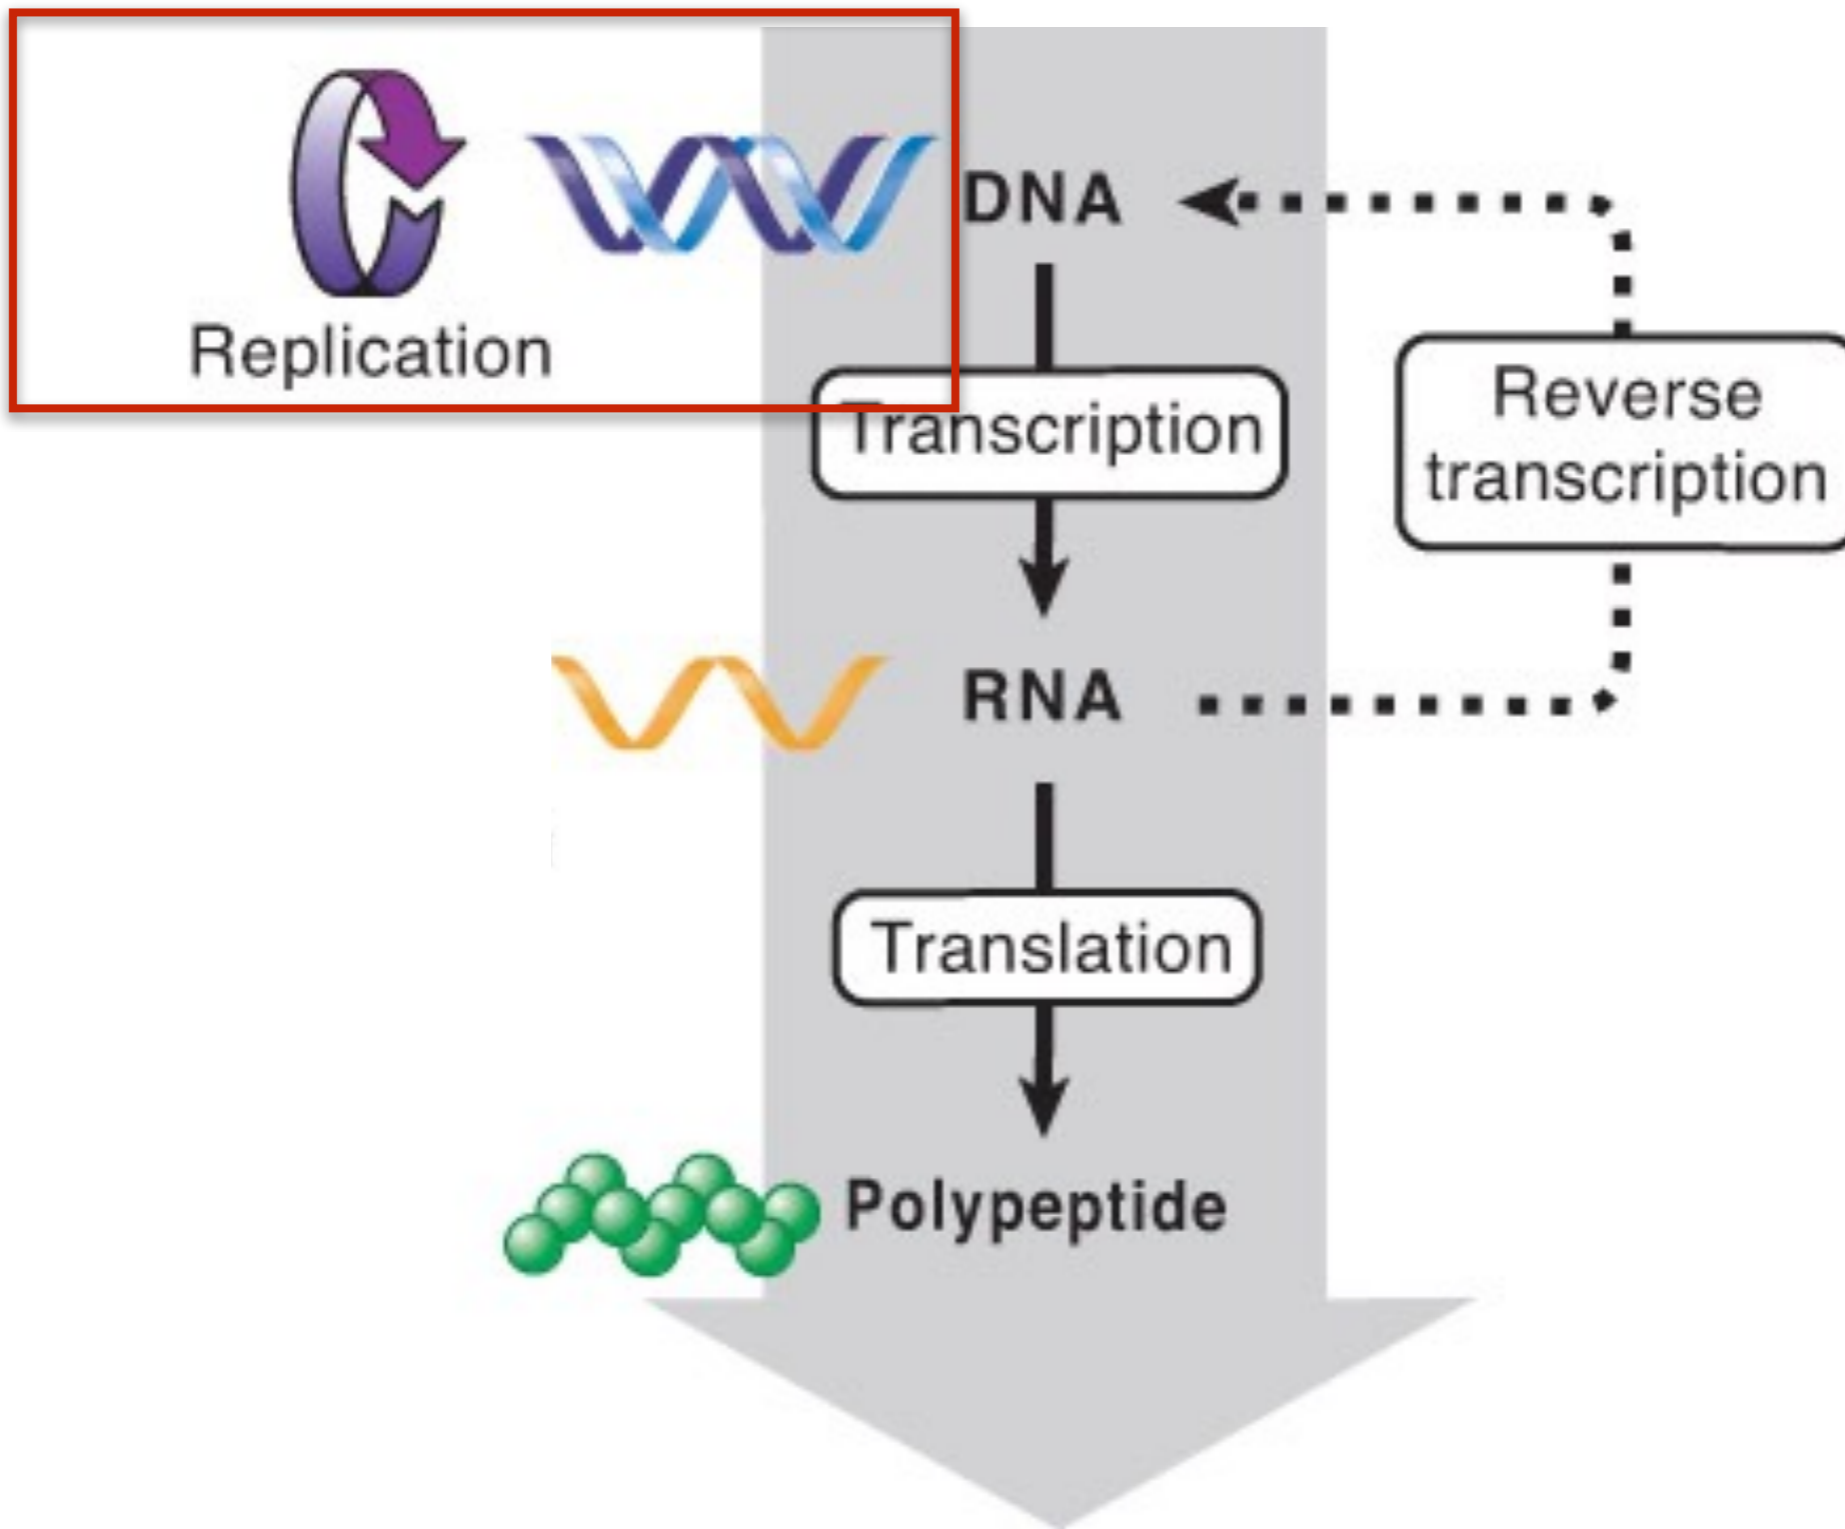 DNA
Replication
Transcription
Reverse
transcription
RNA
Translation
Polypeptide